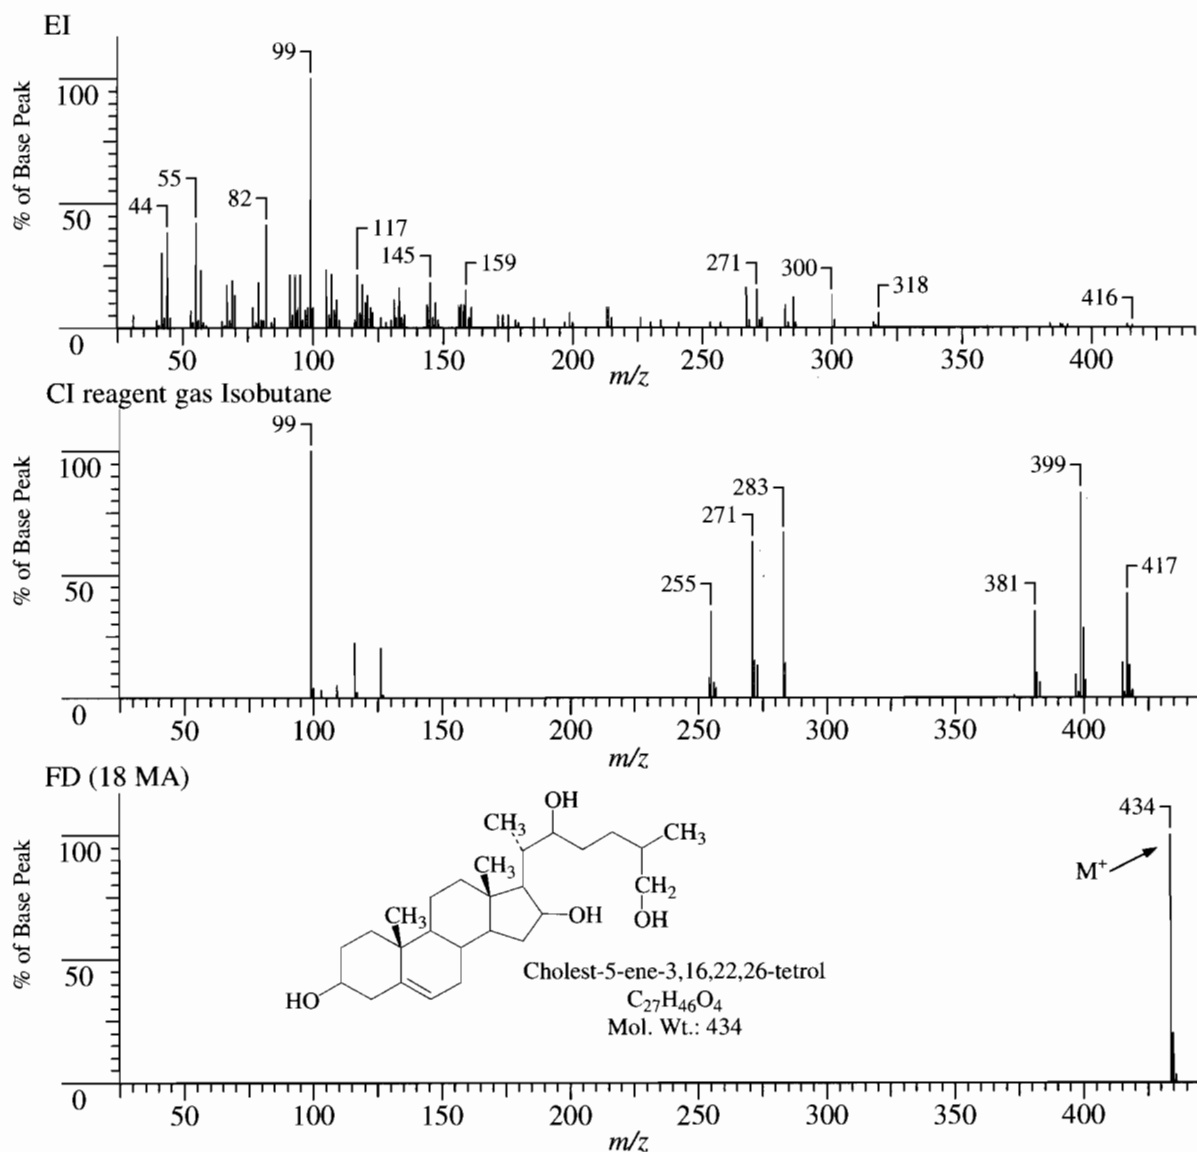 EI
% of Base Peak
100
50
0
99
55
44
82
117
145
159
271
300
318
416
50
100
150
200
250
300
350
400
m/z
CI reagent gas Isobutane
% of Base Peak
100
50
0
99
255
271
283
381
399
417
50
100
150
200
250
300
350
400
m/z
FD (18 MA)
% of Base Peak
100
50
0
434
M+
OH
CH3
CH3
CH3
CH2
OH
OH
CH3
HO
Cholest-5-ene-3,16,22,26-tetrol
C27H46O4
Mol. Wt.: 434
50
100
150
200
250
300
350
400
m/z